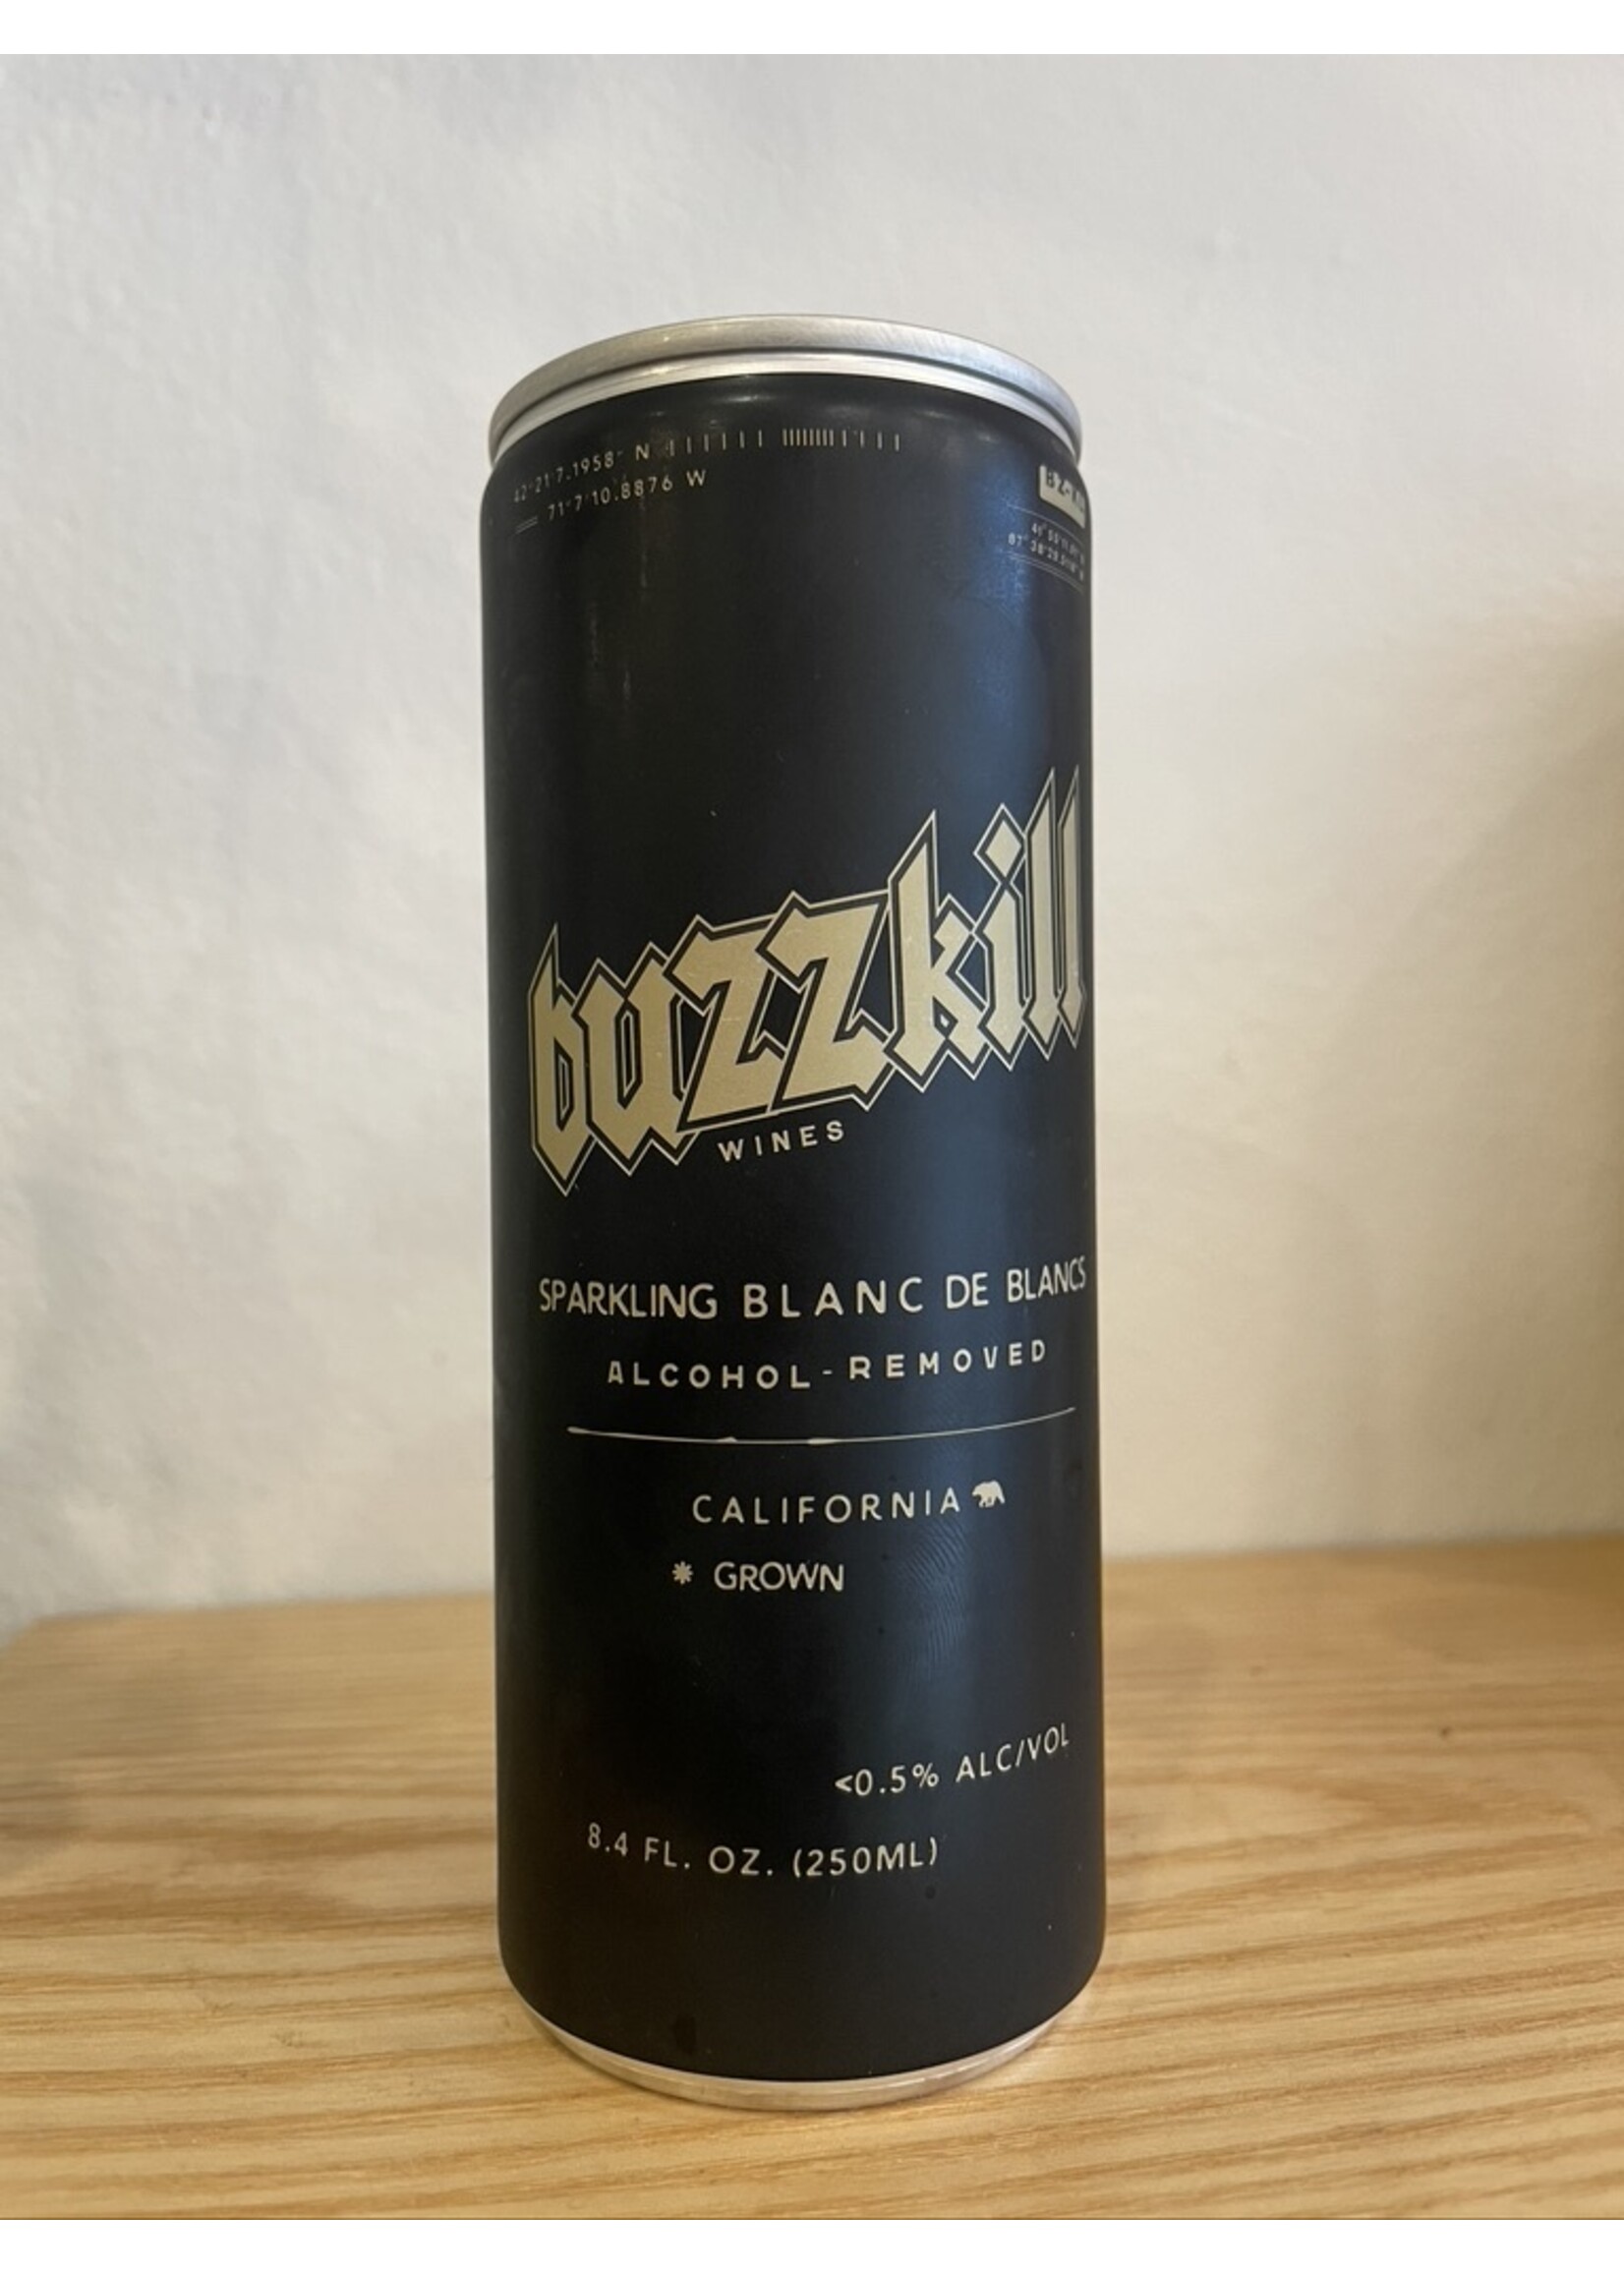 42°21'7.1958" N
71°7'10.8876 W
buzzkill
WINES
SPARKLING BLANC DE BLANCS
ALCOHOL-REMOVED
CALIFORNIA
* GROWN
<0.5% ALC/VOL
8.4 FL. OZ. (250ML)